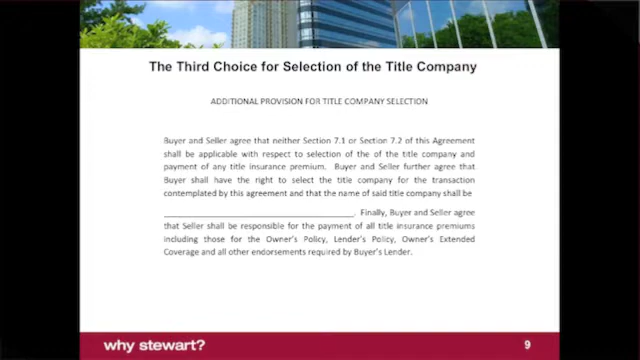 The Third Choice for Selection of the Title Company
ADDITIONAL PROVISION FOR TITLE COMPANY SELECTION
Buyer and Seller agree that neither Section 7.1 or Section 7.2 of this Agreement
shall be applicable with respect to selection of the of the title company and
payment of any title insurance premium. Buyer and Seller further agree that
Buyer shall have the right to select the title company for the transaction
contemplated by this agreement and that the name of said title company shall be
________________________________________. Finally, Buyer and Seller agree
that Seller shall be responsible for the payment of all title insurance premiums
including those for the Owner's Policy, Lender's Policy, Owner's Extended
Coverage and all other endorsements required by Buyer's Lender.
why stewart?
9